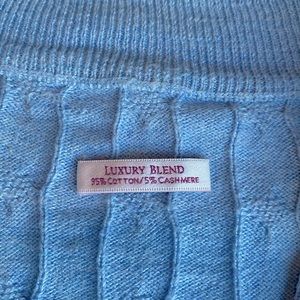 LUXURY BLEND
95% COTTON/5% CASHMERE